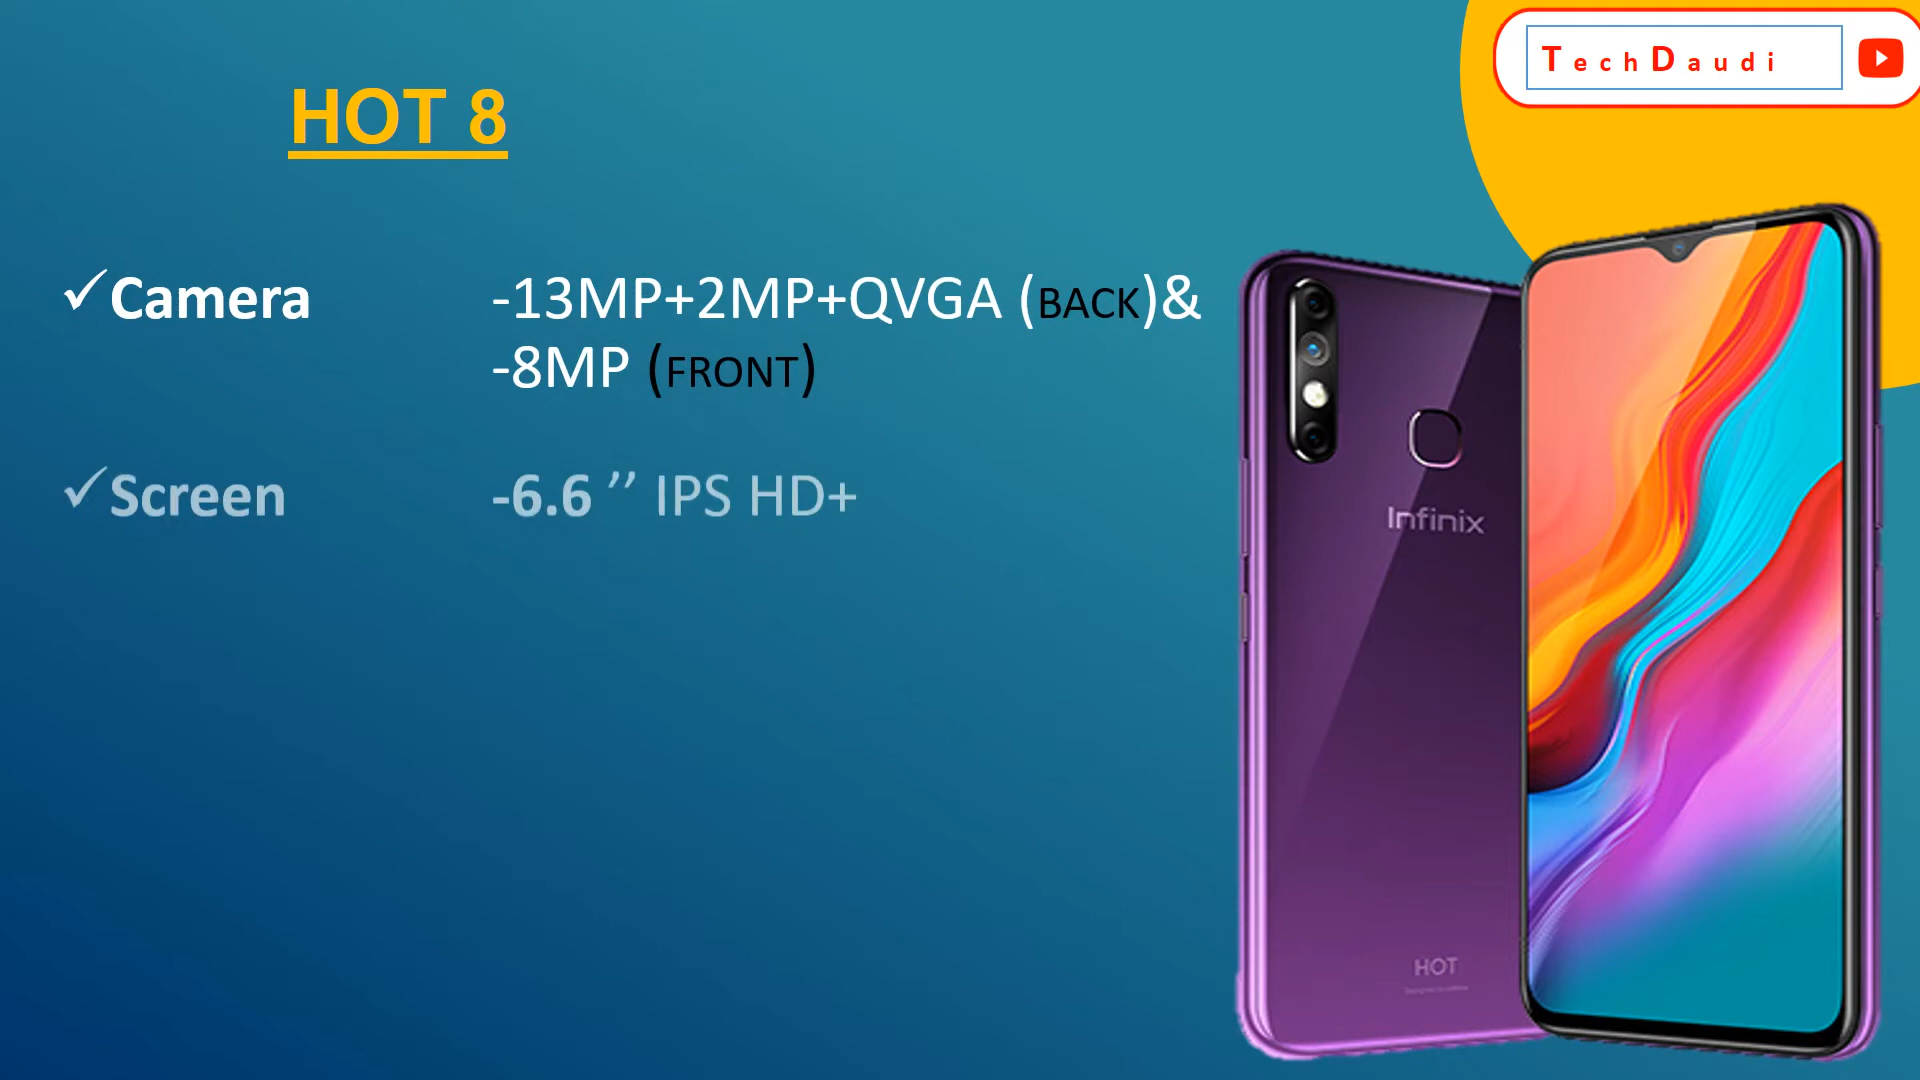 TechDaudi
HOT 8
✓Camera -13MP+2MP+QVGA (BACK)&
-8MP (FRONT)
✓Screen -6.6 ’’ IPS HD+
Infinix
HOT